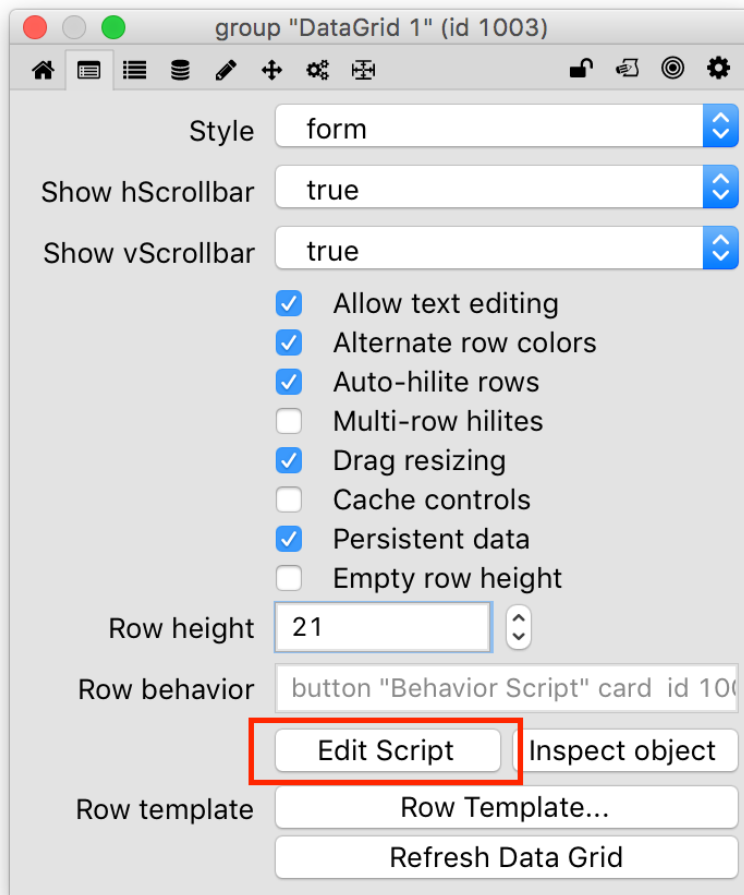 group "DataGrid 1" (id 1003)
Style form
Show hScrollbar true
Show vScrollbar true
Allow text editing
Alternate row colors
Auto-hilite rows
Multi-row hilites
Drag resizing
Cache controls
Persistent data
Empty row height
Row height 21
Row behavior button "Behavior Script" card id 100
Edit Script Inspect object
Row template Row Template...
Refresh Data Grid